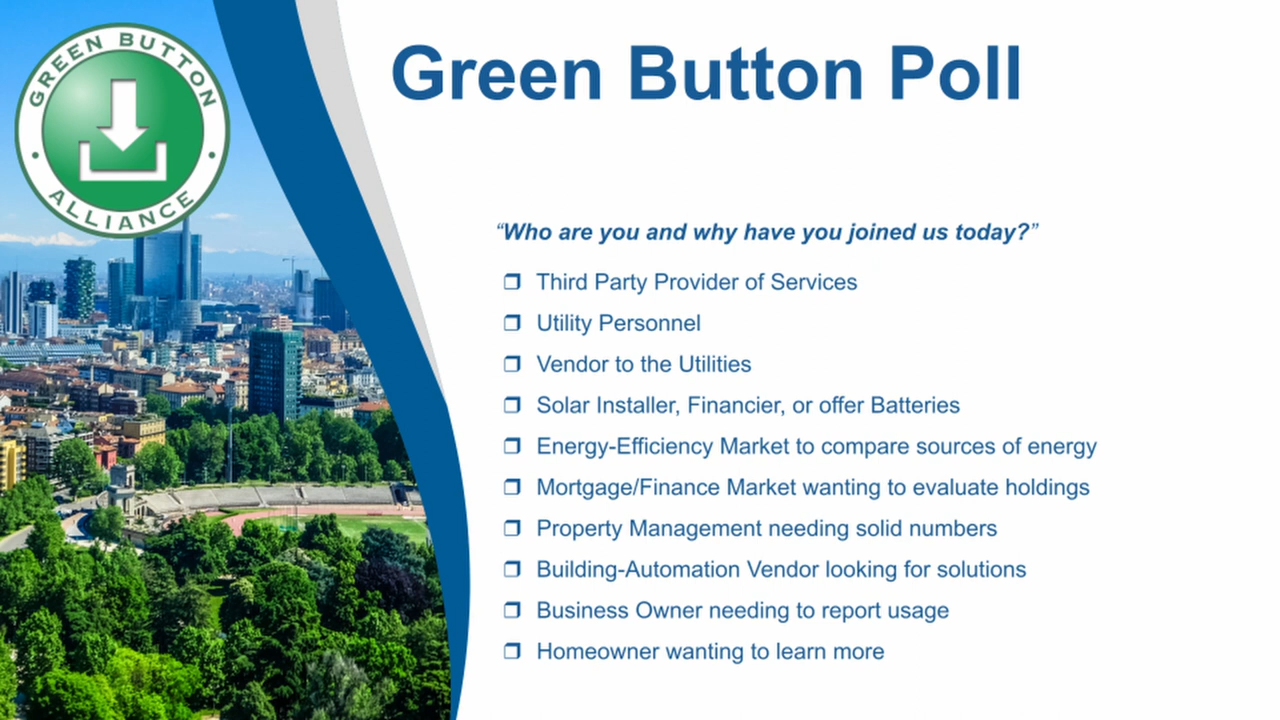 GREEN BUTTON
ALLIANCE
Green Button Poll
“Who are you and why have you joined us today?”
❐ Third Party Provider of Services
❐ Utility Personnel
❐ Vendor to the Utilities
❐ Solar Installer, Financier, or offer Batteries
❐ Energy-Efficiency Market to compare sources of energy
❐ Mortgage/Finance Market wanting to evaluate holdings
❐ Property Management needing solid numbers
❐ Building-Automation Vendor looking for solutions
❐ Business Owner needing to report usage
❐ Homeowner wanting to learn more